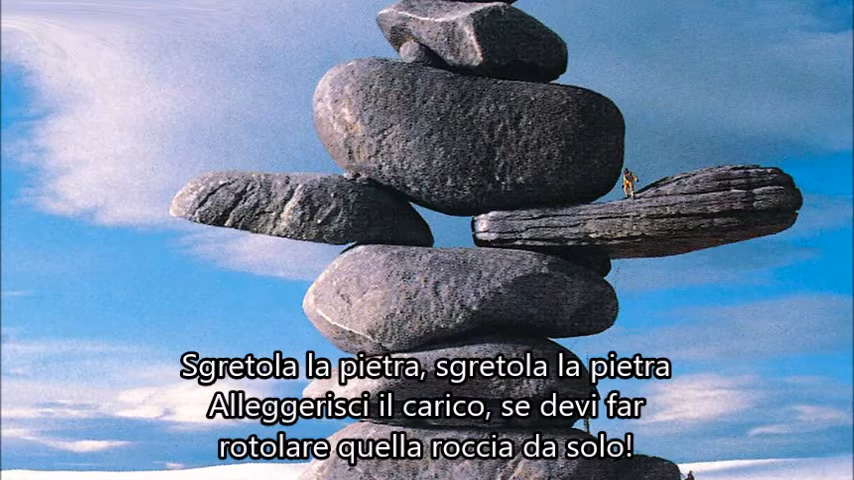 Sgretola la pietra, sgretola la pietra
Alleggerisci il carico, se devi far
rotolare quella roccia da solo!